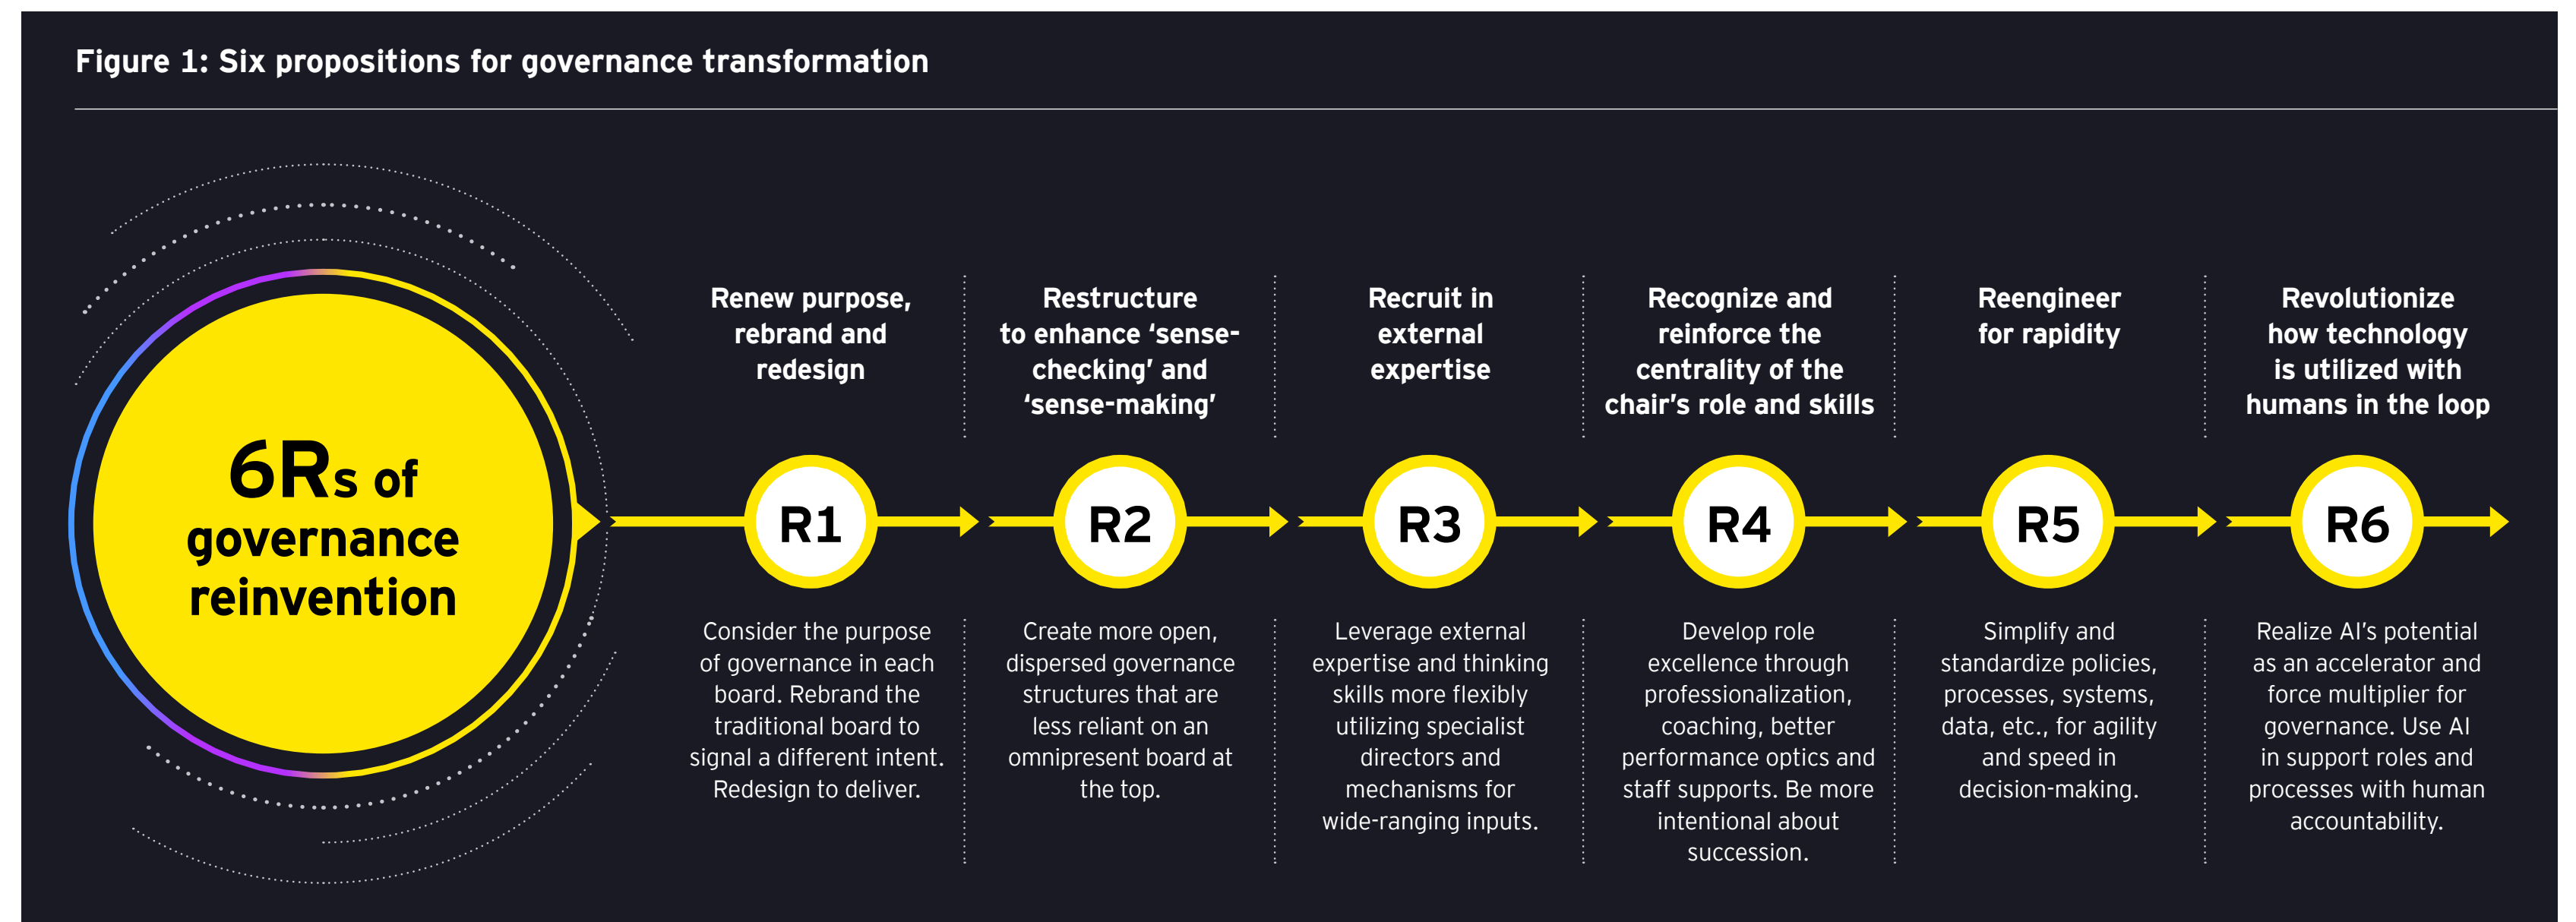 Figure 1: Six propositions for governance transformation
6Rs of
governance
reinvention
Renew purpose,
rebrand and
redesign
R1
Consider the purpose
of governance in each
board. Rebrand the
traditional board to
signal a different intent.
Redesign to deliver.
Restructure
to enhance ‘sense-
checking’ and
‘sense-making’
R2
Create more open,
dispersed governance
structures that are
less reliant on an
omnipresent board at
the top.
Recruit in
external
expertise
R3
Leverage external
expertise and thinking
skills more flexibly
utilizing specialist
directors and
mechanisms for
wide-ranging inputs.
Recognize and
reinforce the
centrality of the
chair’s role and skills
R4
Develop role
excellence through
professionalization,
coaching, better
performance optics and
staff supports. Be more
intentional about
succession.
Reengineer
for rapidity
R5
Simplify and
standardize policies,
processes, systems,
data, etc., for agility
and speed in
decision-making.
Revolutionize
how technology
is utilized with
humans in the loop
R6
Realize AI’s potential
as an accelerator and
force multiplier for
governance. Use AI
in support roles and
processes with human
accountability.